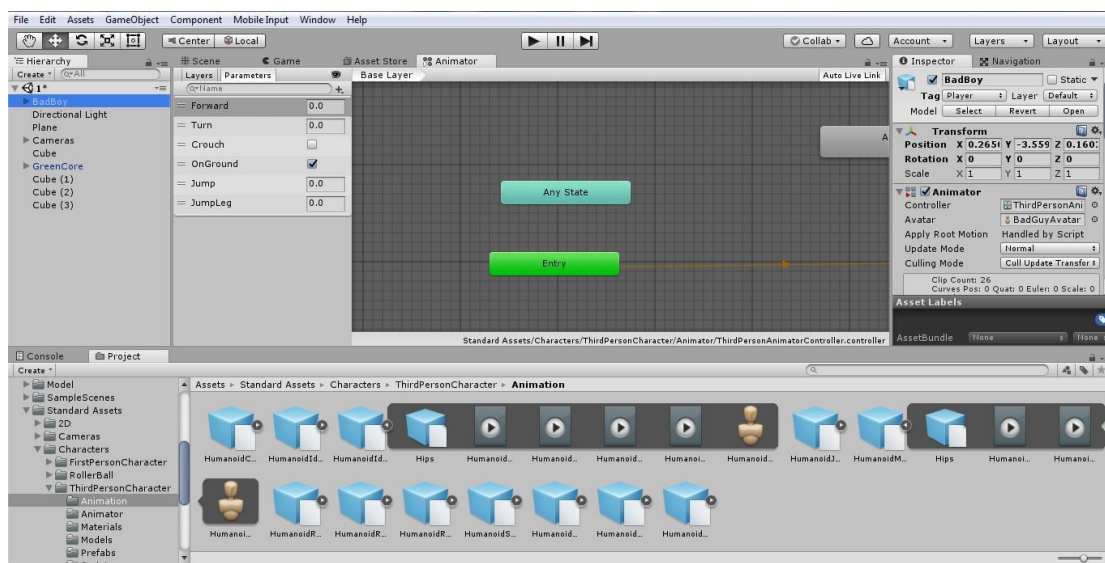 File Edit Assets GameObject Component Mobile Input Window Help
Center Local Collab Account Layers Layout
Hierarchy
Create All
1*
BadBoy
Directional Light
Plane
Cameras
Cube
GreenCore
Cube (1)
Cube (2)
Cube (3)
Scene Game Asset Store Animator
Layers Parameters
Base Layer Auto Live Link
Name
Forward 0.0
Turn 0.0
Crouch
OnGround
Jump 0.0
JumpLeg 0.0
A
Any State
Entry
Standard Assets/Characters/ThirdPersonCharacter/Animator/ThirdPersonAnimatorController.controller
Inspector Navigation
BadBoy Static
Tag Player Layer Default
Model Select Revert Open
Transform
Position X 0.265 Y -3.559 Z 0.160
Rotation X 0 Y 0 Z 0
Scale X 1 Y 1 Z 1
Animator
Controller ThirdPersonAni
Avatar BadGuyAvatar
Apply Root Motion Handled by Script
Update Mode Normal
Culling Mode Cull Update Transfor
Clip Count: 26
Curves Pos: 0 Quat: 0 Euler: 0 Scale: 0
Asset Labels
AssetBundle None None
Console Project
Create
Model
SampleScenes
Standard Assets
2D
Cameras
Characters
FirstPersonCharacter
RollerBall
ThirdPersonCharacter
Animation
Animator
Materials
Models
Prefabs
Assets Standard Assets Characters ThirdPersonCharacter Animation
HumanoidC... HumanoidId... HumanoidId... Hips Humanoid... Humanoid... Humanoid... Humanoi... Humanoid... HumanoidJ... HumanoidM... Hips Humanoi... Humanoi...
Humanoi... HumanoidR... HumanoidR... HumanoidR... HumanoidS... Humanoid... Humanoid... Humanoid...